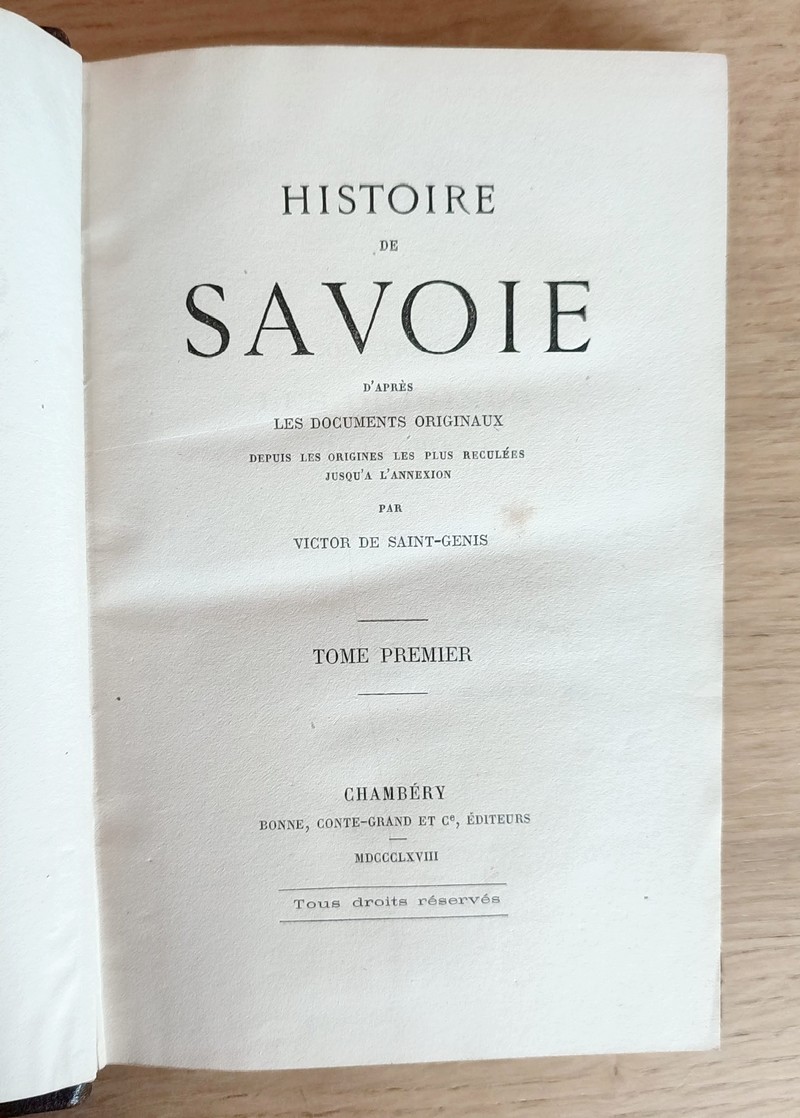 HISTOIRE
DE
SAVOIE
D'APRÈS
LES DOCUMENTS ORIGINAUX
DEPUIS LES ORIGINES LES PLUS RECULÉES
JUSQU'A L'ANNEXION
PAR
VICTOR DE SAINT-GENIS
TOME PREMIER
CHAMBÉRY
BONNE, CONTE-GRAND ET Cᵉ, ÉDITEURS
MDCCCLXVIII
Tous droits réservés